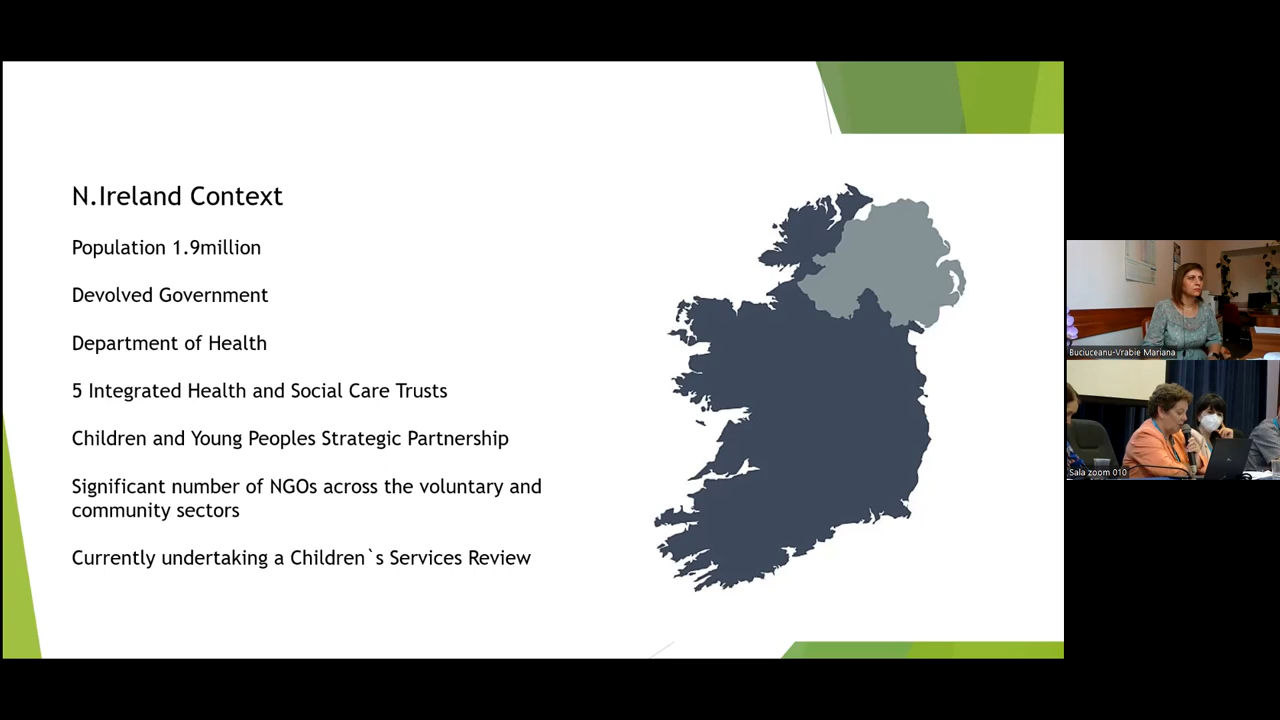 N.Ireland Context
Population 1.9million
Devolved Government
Department of Health
5 Integrated Health and Social Care Trusts
Children and Young Peoples Strategic Partnership
Significant number of NGOs across the voluntary and
community sectors
Currently undertaking a Children`s Services Review
Buciuceanu-Vrabie Mariana
Sala zoom 010